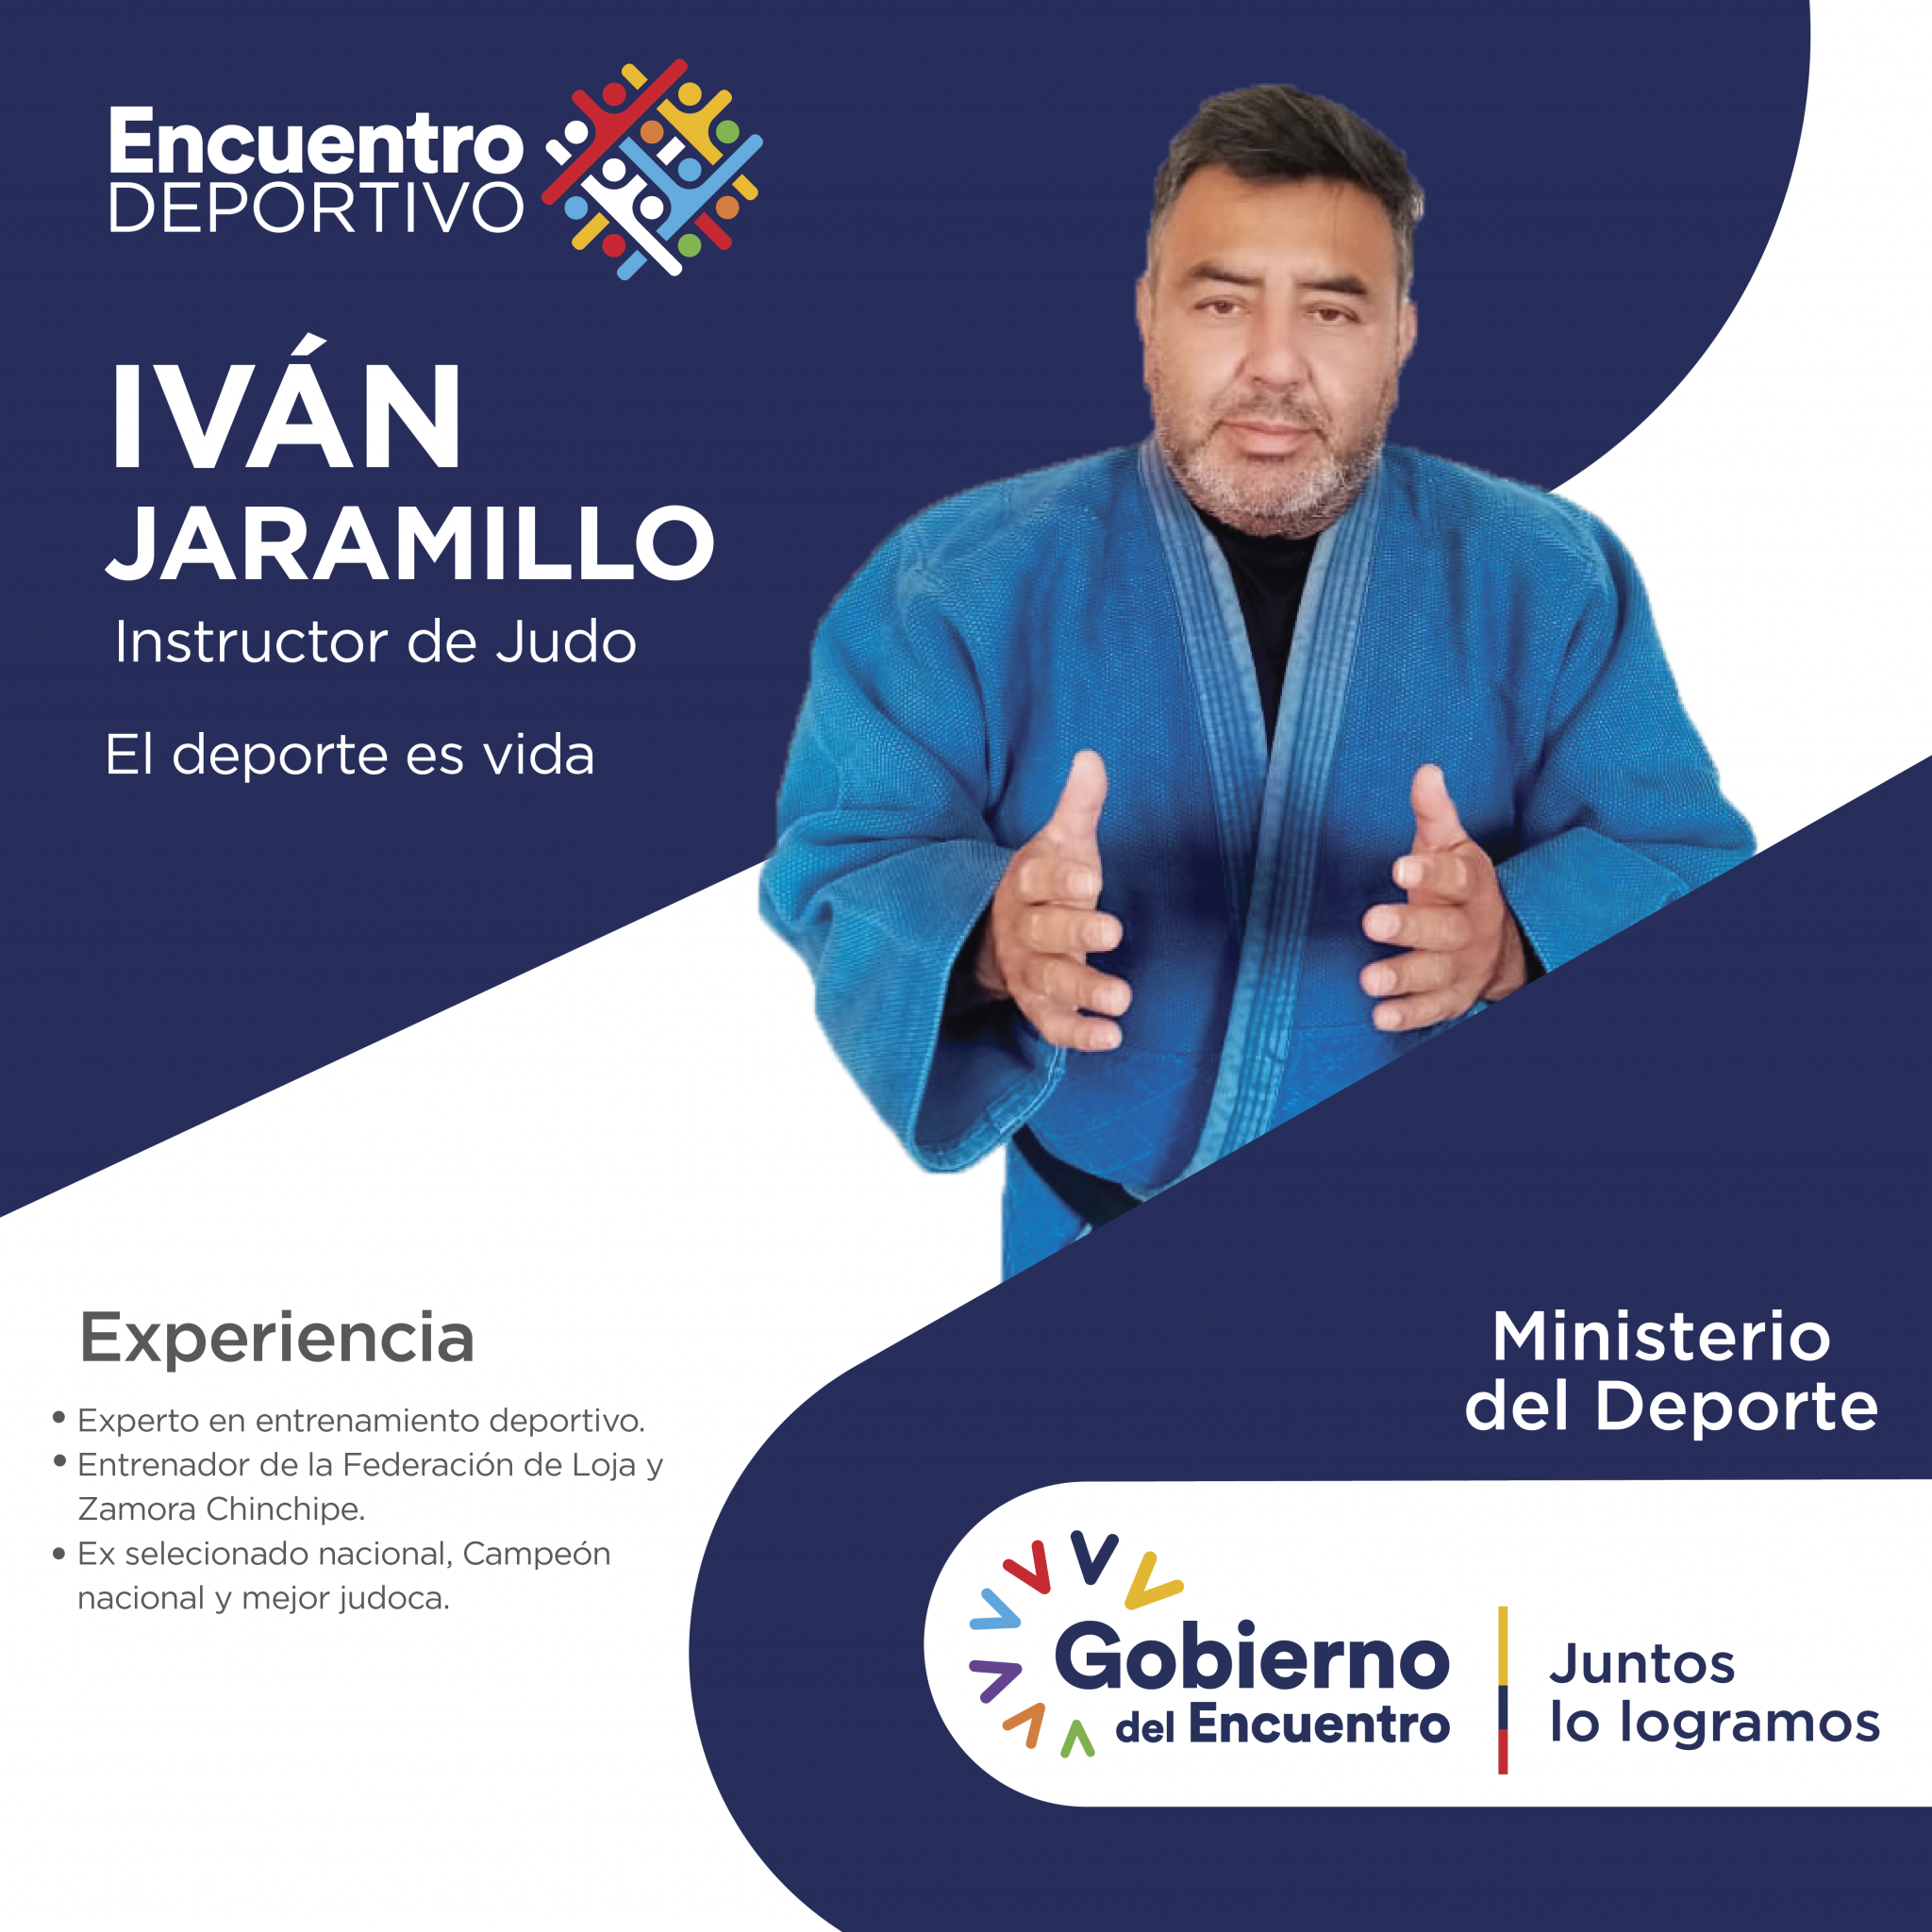 Encuentro
DEPORTIVO
IVÁN
JARAMILLO
Instructor de Judo
El deporte es vida
Experiencia
• Experto en entrenamiento deportivo.
• Entrenador de la Federación de Loja y
Zamora Chinchipe.
• Ex selecionado nacional, Campeón
nacional y mejor judoca.
Ministerio
del Deporte
Gobierno
del Encuentro
Juntos
lo logramos